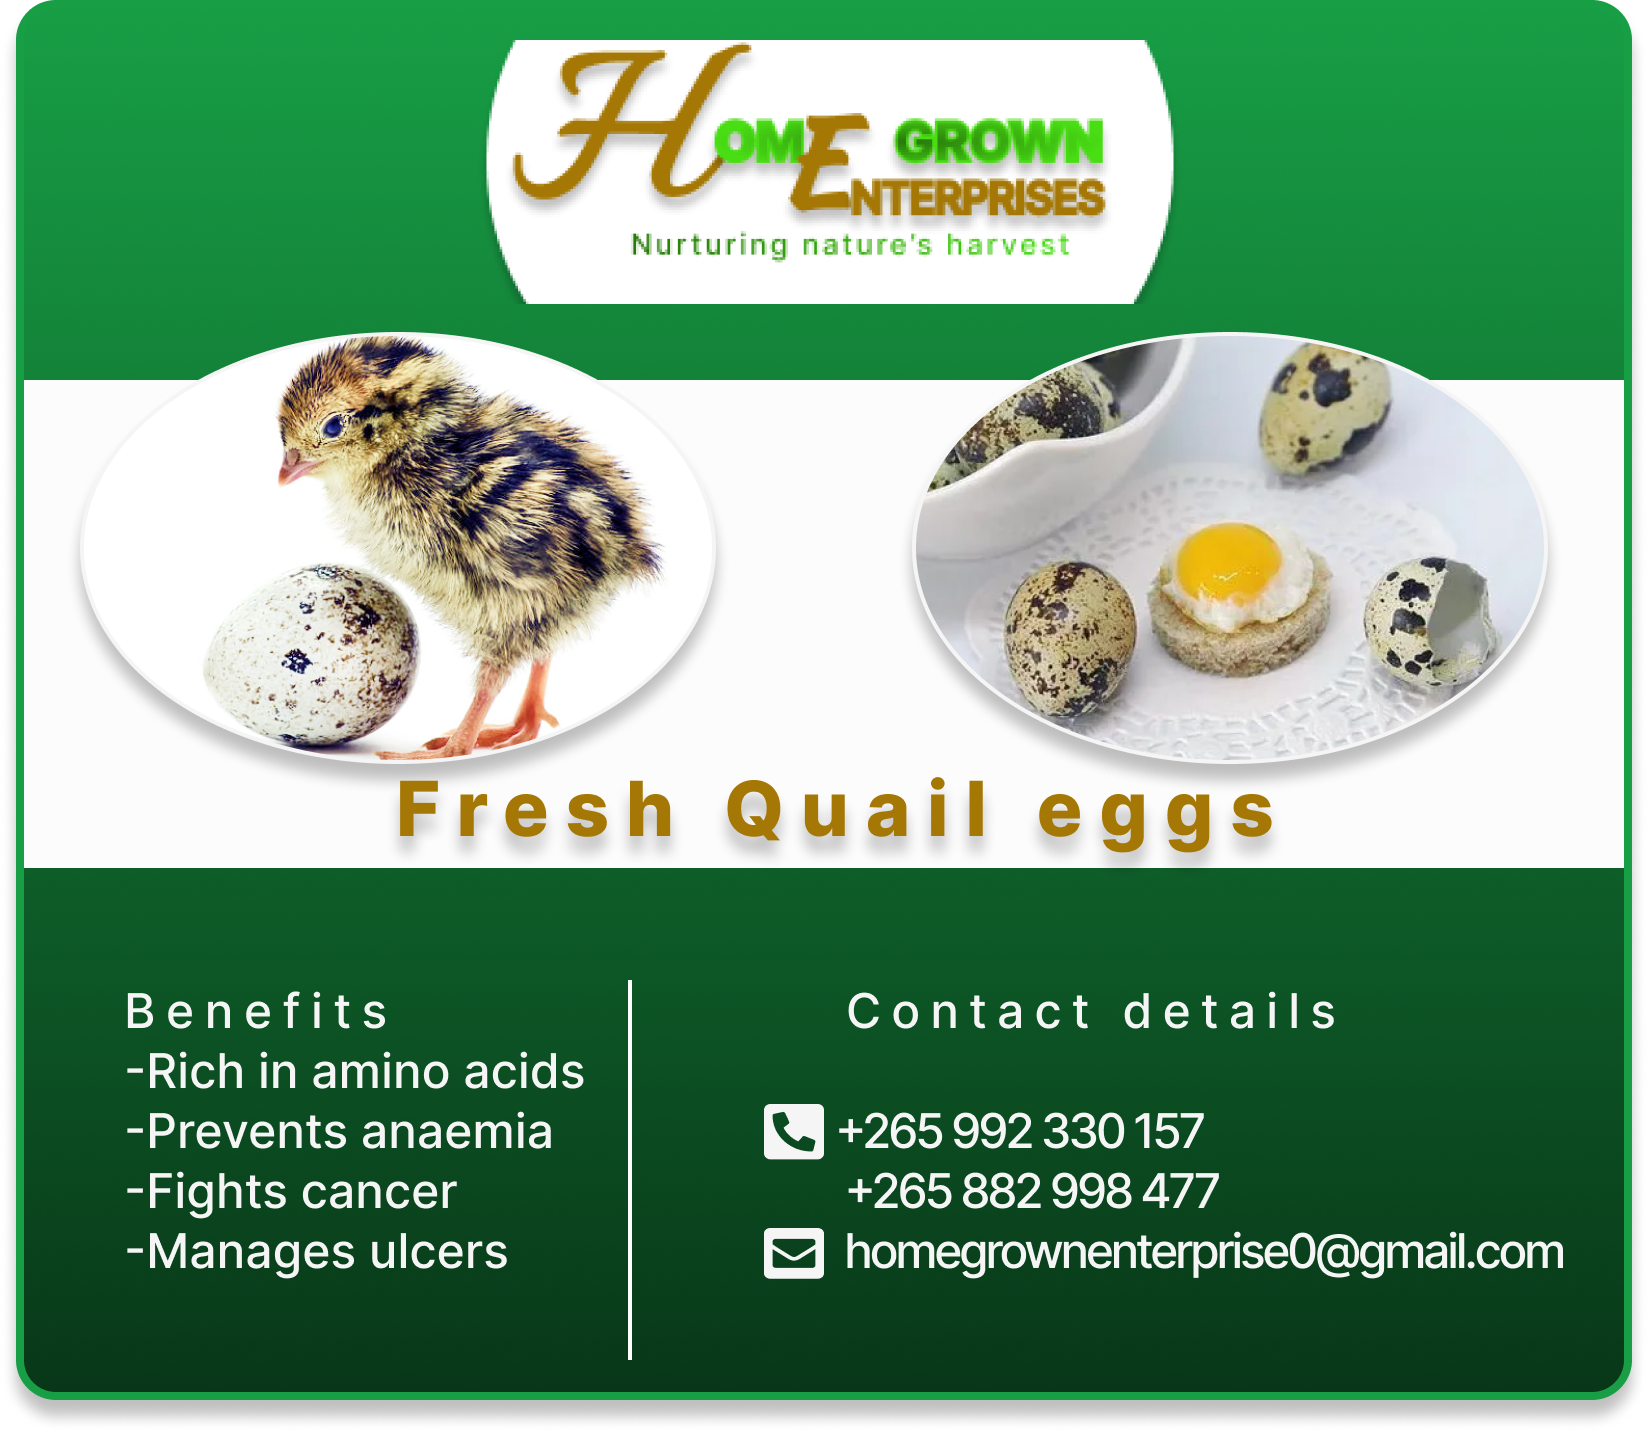 HOME GROWN
ENTERPRISES
Nurturing nature's harvest
Fresh Quail eggs
Benefits
-Rich in amino acids
-Prevents anaemia
-Fights cancer
-Manages ulcers
Contact details
+265 992 330 157
+265 882 998 477
homegrownenterprise0@gmail.com